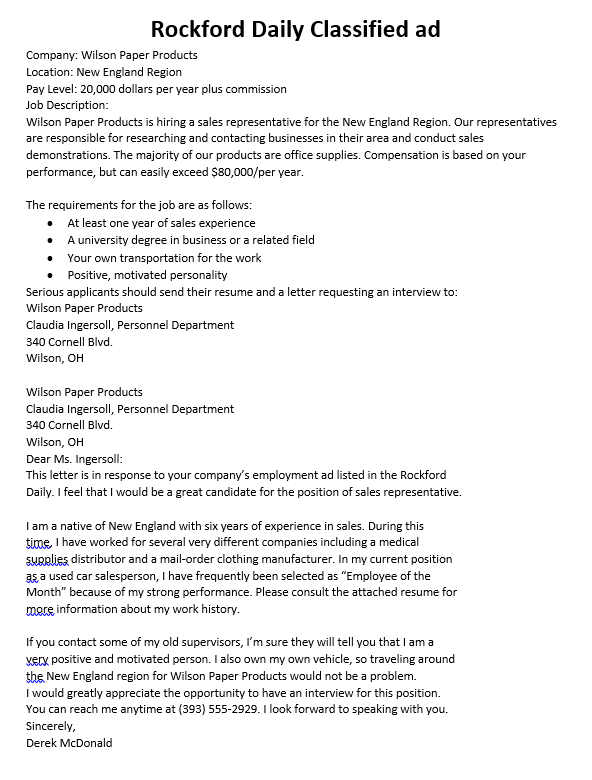 Rockford Daily Classified ad
Company: Wilson Paper Products
Location: New England Region
Pay Level: 20,000 dollars per year plus commission
Job Description:
Wilson Paper Products is hiring a sales representative for the New England Region. Our representatives
are responsible for researching and contacting businesses in their area and conduct sales
demonstrations. The majority of our products are office supplies. Compensation is based on your
performance, but can easily exceed $80,000/per year.
The requirements for the job are as follows:
• At least one year of sales experience
• A university degree in business or a related field
• Your own transportation for the work
• Positive, motivated personality
Serious applicants should send their resume and a letter requesting an interview to:
Wilson Paper Products
Claudia Ingersoll, Personnel Department
340 Cornell Blvd.
Wilson, OH
Wilson Paper Products
Claudia Ingersoll, Personnel Department
340 Cornell Blvd.
Wilson, OH
Dear Ms. Ingersoll:
This letter is in response to your company’s employment ad listed in the Rockford
Daily. I feel that I would be a great candidate for the position of sales representative.
I am a native of New England with six years of experience in sales. During this
time, I have worked for several very different companies including a medical
supplies distributor and a mail-order clothing manufacturer. In my current position
as a used car salesperson, I have frequently been selected as “Employee of the
Month” because of my strong performance. Please consult the attached resume for
more information about my work history.
If you contact some of my old supervisors, I’m sure they will tell you that I am a
very positive and motivated person. I also own my own vehicle, so traveling around
the New England region for Wilson Paper Products would not be a problem.
I would greatly appreciate the opportunity to have an interview for this position.
You can reach me anytime at (393) 555-2929. I look forward to speaking with you.
Sincerely,
Derek McDonald